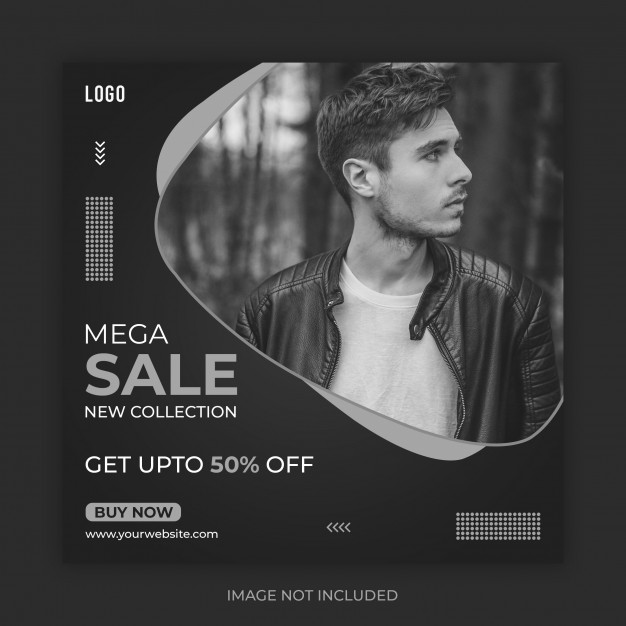 LOGO
MEGA
SALE
NEW COLLECTION
GET UPTO 50% OFF
BUY NOW
www.yourwebsite.com
IMAGE NOT INCLUDED